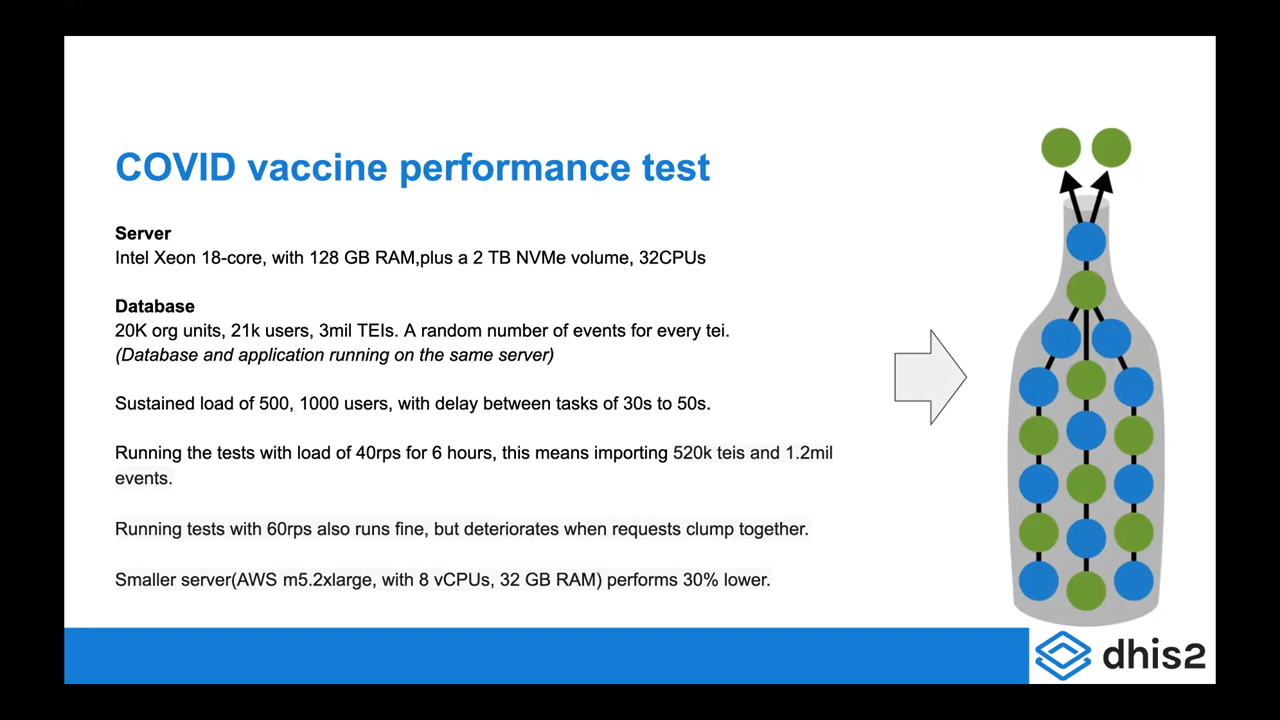 COVID vaccine performance test
Server
Intel Xeon 18-core, with 128 GB RAM,plus a 2 TB NVMe volume, 32CPUs
Database
20K org units, 21k users, 3mil TEIs. A random number of events for every tei.
(Database and application running on the same server)
Sustained load of 500, 1000 users, with delay between tasks of 30s to 50s.
Running the tests with load of 40rps for 6 hours, this means importing 520k teis and 1.2mil
events.
Running tests with 60rps also runs fine, but deteriorates when requests clump together.
Smaller server(AWS m5.2xlarge, with 8 vCPUs, 32 GB RAM) performs 30% lower.
dhis2